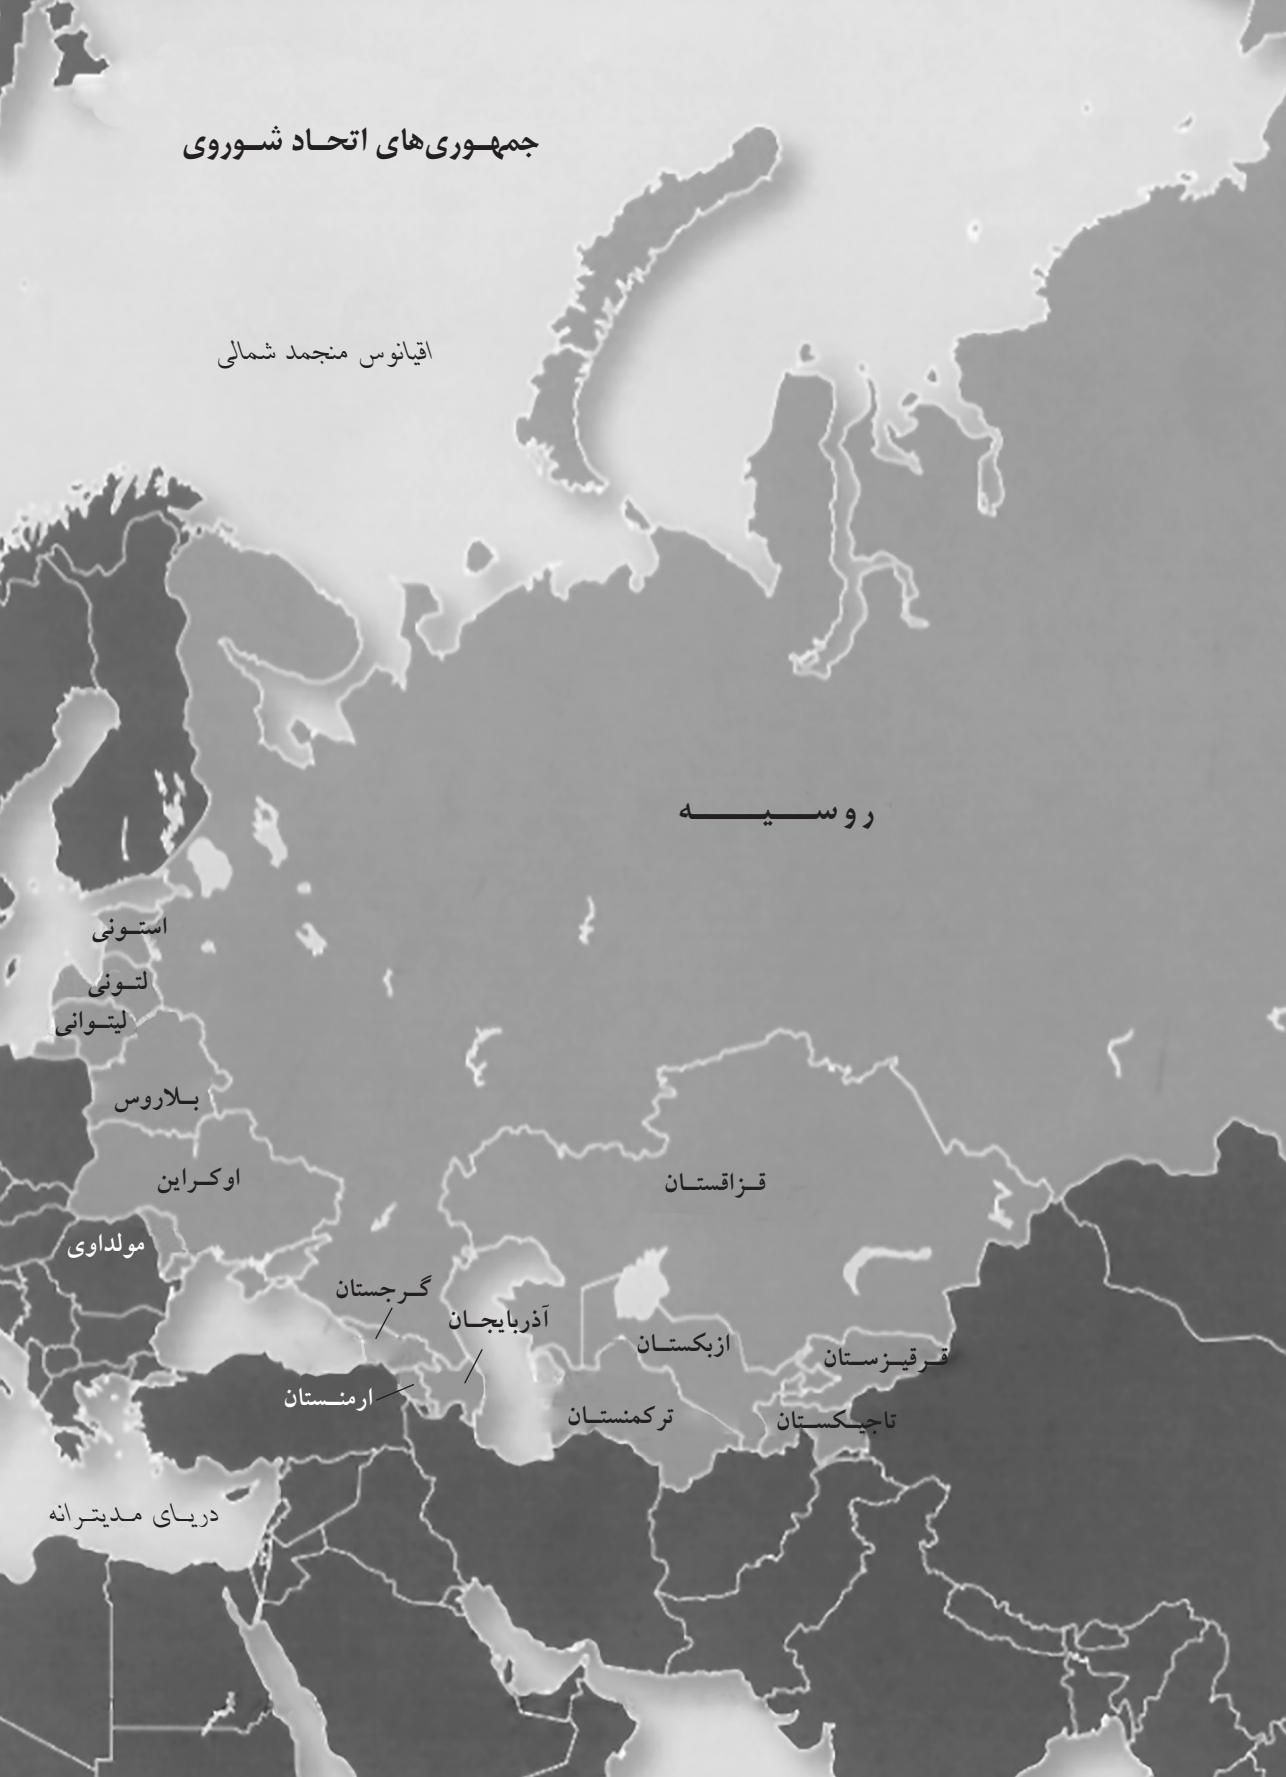 جمهوری‌های اتحاد شوروی
اقیانوس منجمد شمالی
روسیه
استونی
لتونی
لیتوانی
بلاروس
اوکراین
قزاقستان
مولداوی
گرجستان
آذربایجان
ازبکستان
قرقیزستان
ارمنستان
ترکمنستان
تاجیکستان
دریای مدیترانه